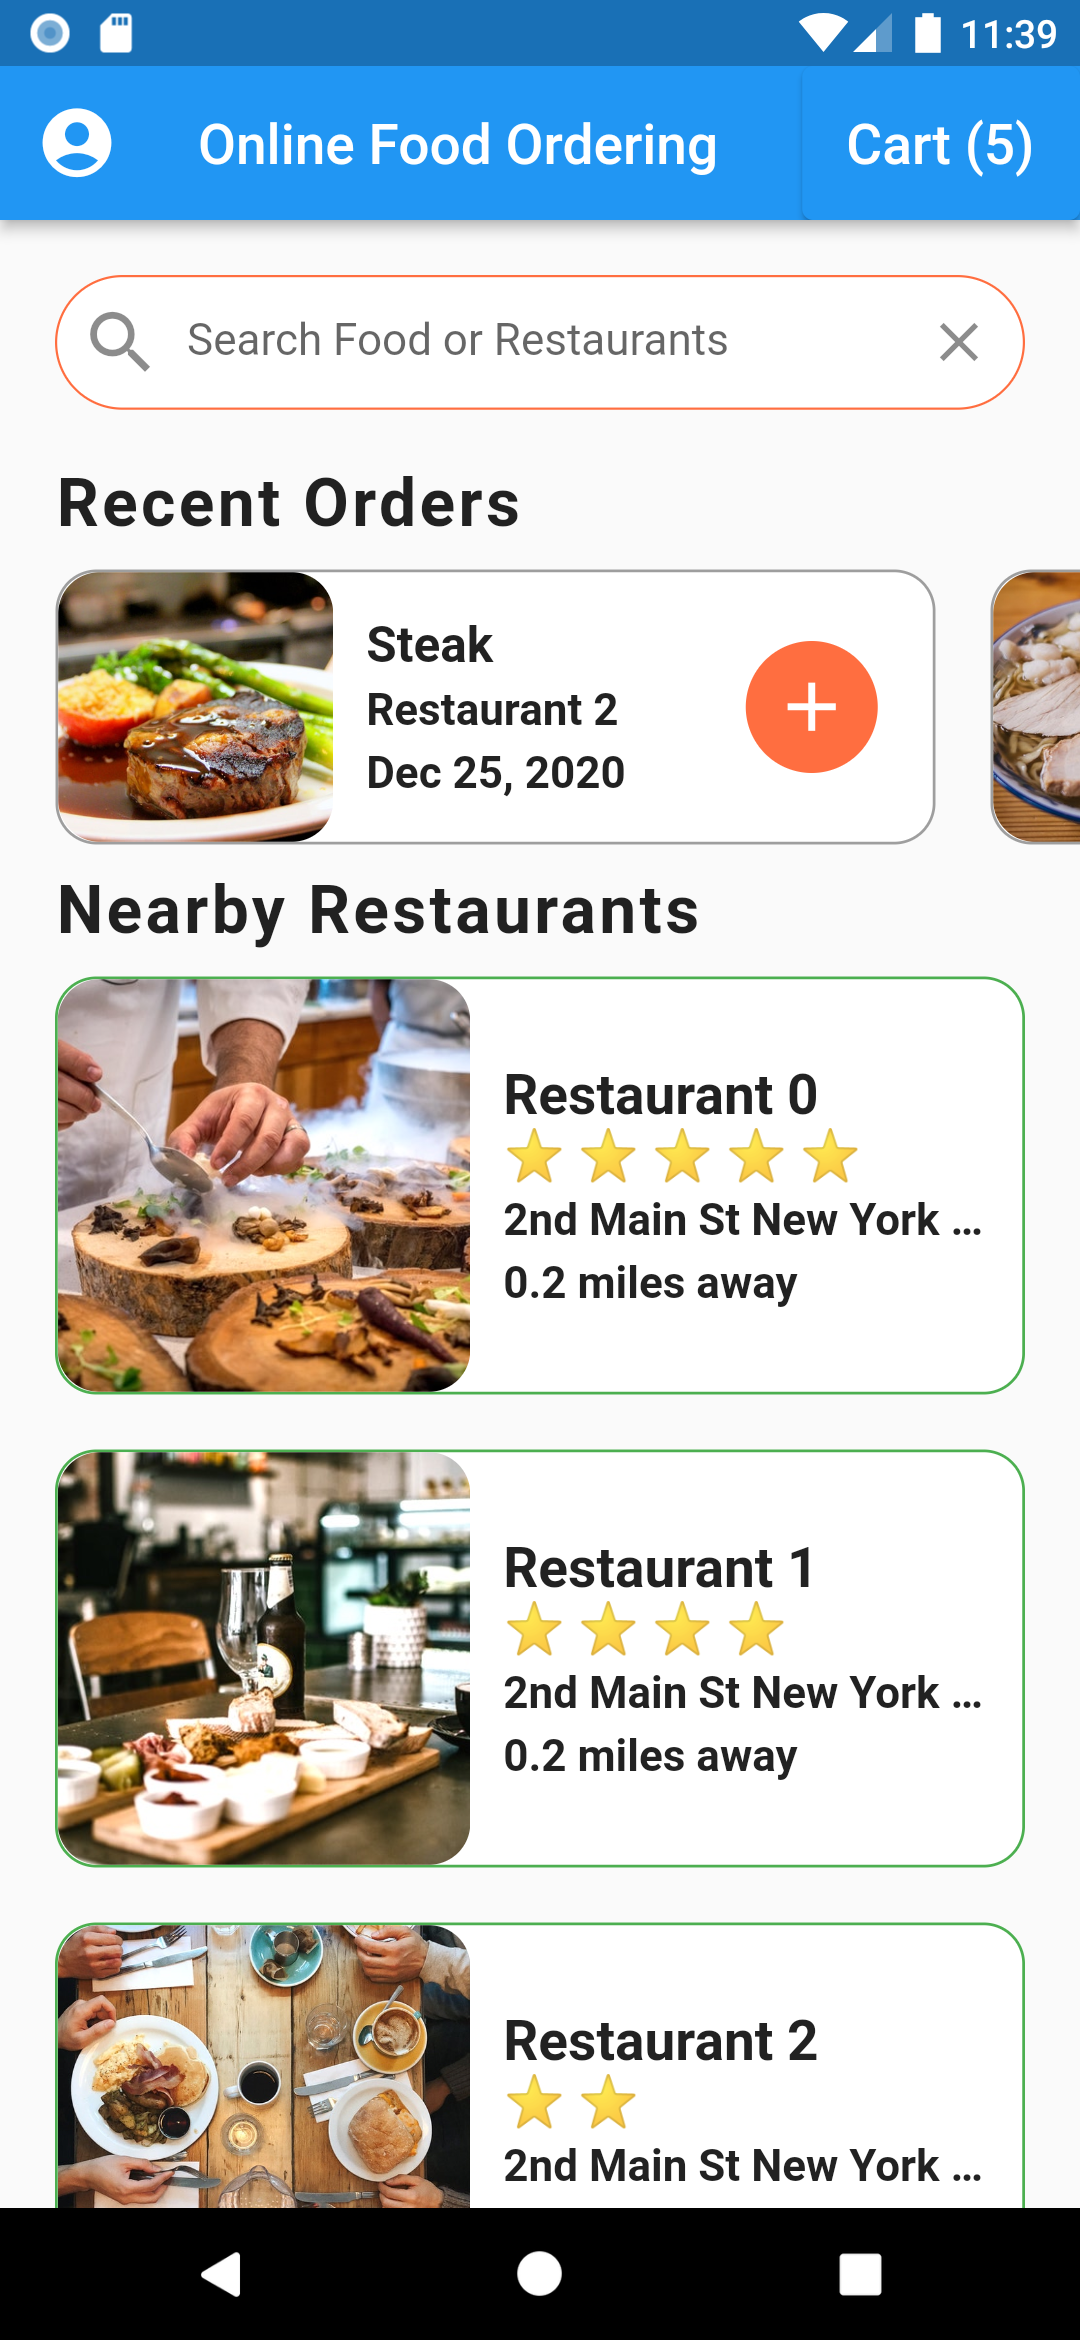 11:39
Online Food Ordering
Cart (5)
Search Food or Restaurants
Recent Orders
Steak
Restaurant 2
Dec 25, 2020
Nearby Restaurants
Restaurant 0
2nd Main St New York ...
0.2 miles away
Restaurant 1
2nd Main St New York ...
0.2 miles away
Restaurant 2
2nd Main St New York ...